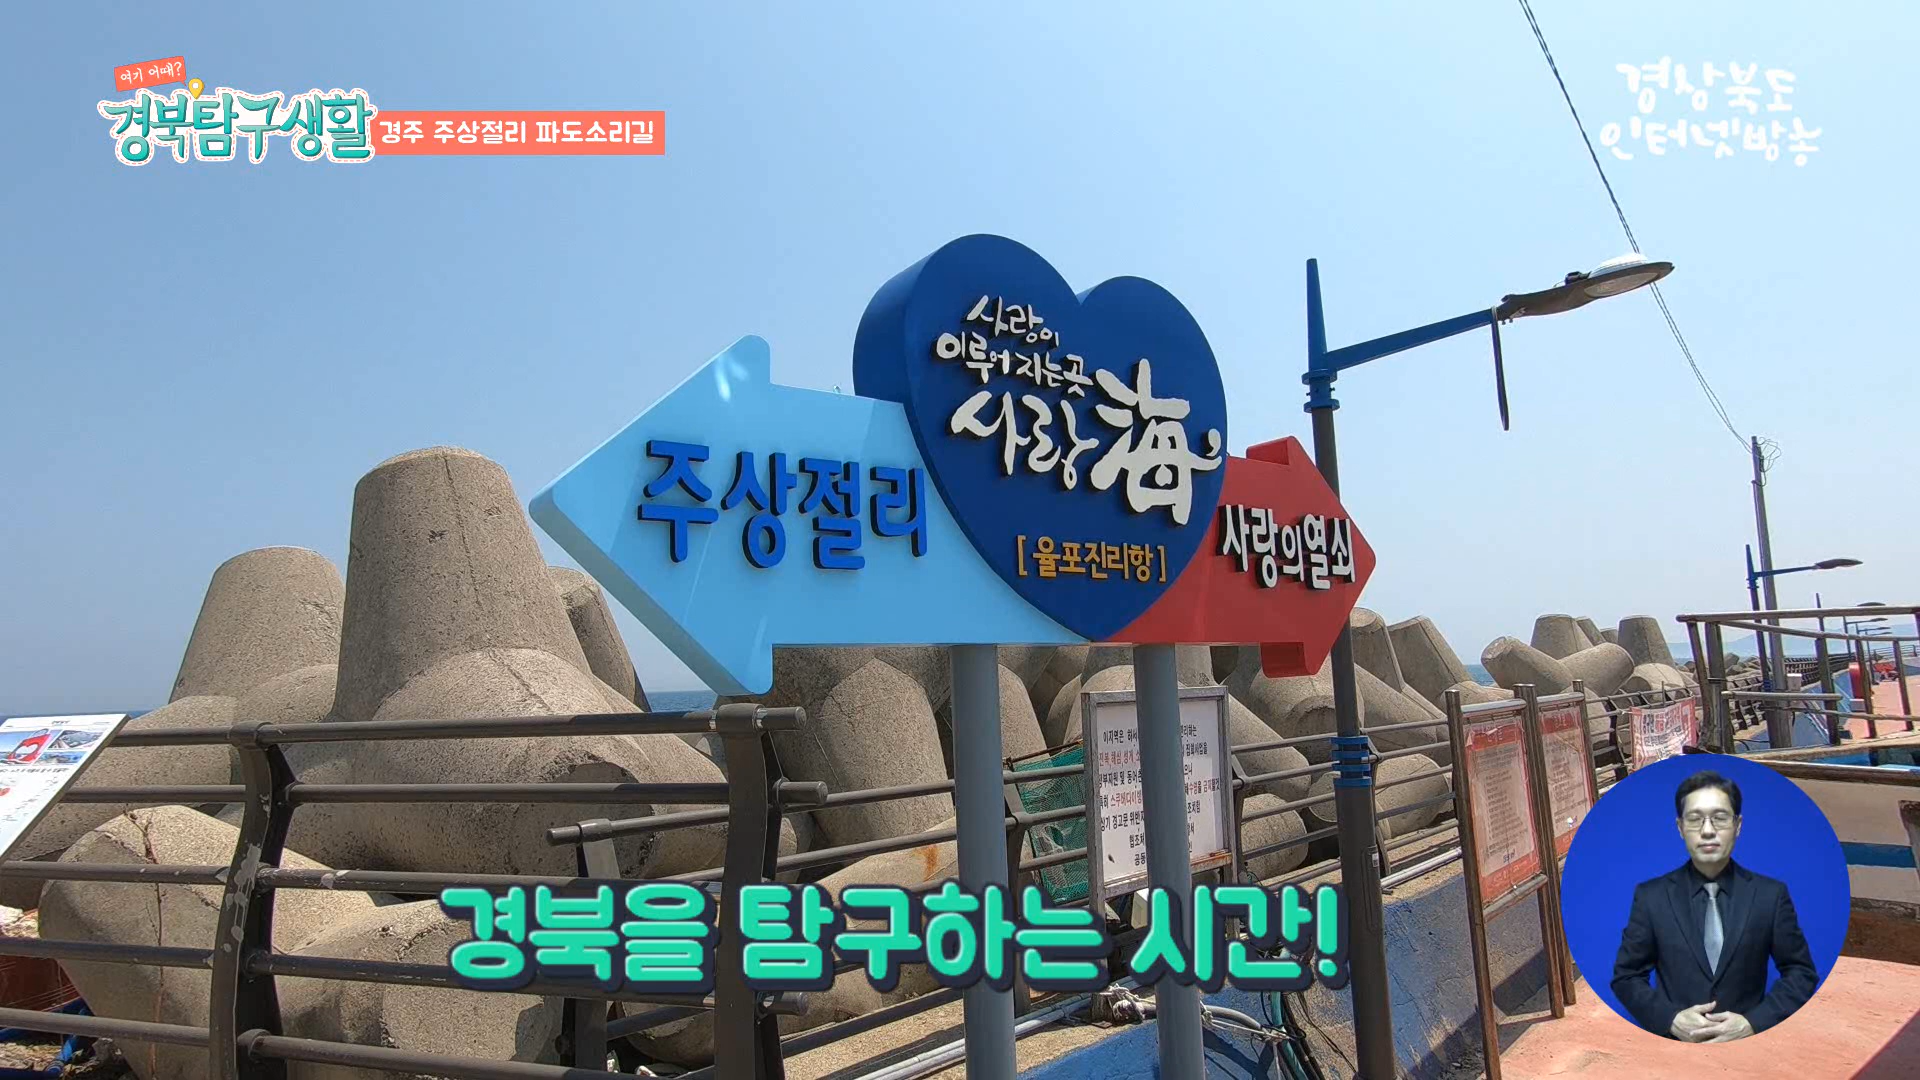 여기 어때?
경북탐구생활
경주 주상절리 파도소리길
경상북도
인터넷방송
사랑이
이루어지는곳
사랑海
[율포진리항]
주상절리
사랑의열쇠
경북을 탐구하는 시간!